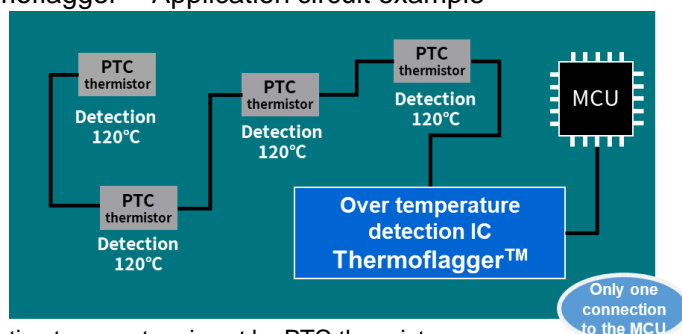 Application circuit example
PTC
thermistor
Detection
120℃
PTC
thermistor
Detection
120℃
PTC
thermistor
Detection
120℃
PTC
thermistor
Detection
120℃
MCU
Over temperature
detection IC
Thermoflagger™
Only one
connection
to the MCU